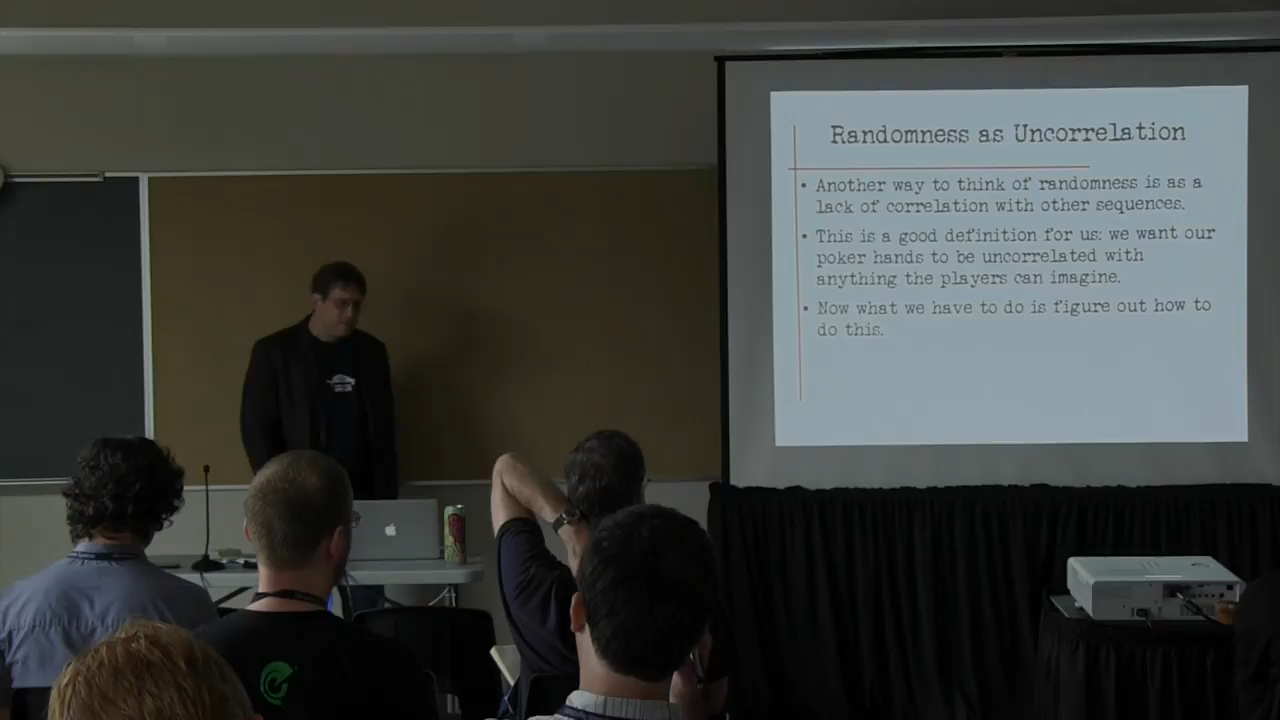 Randomness as Uncorrelation
• Another way to think of randomness is as a
lack of correlation with other sequences.
• This is a good definition for us: we want our
poker hands to be uncorrelated with
anything the players can imagine.
• Now what we have to do is figure out how to
do this.